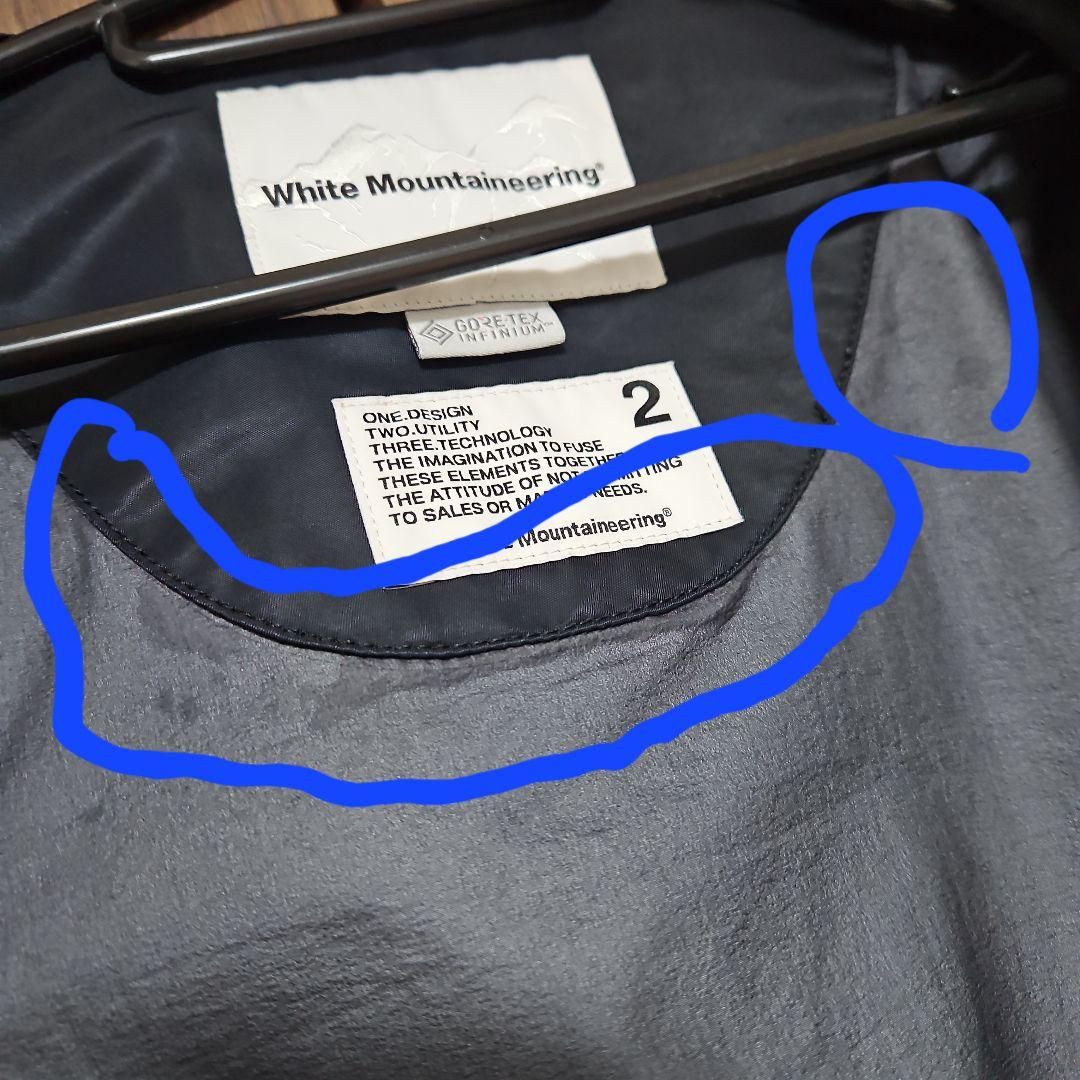 White Mountaineering®
GORE-TEX
INFINIUM™
2
ONE.DESIGN
TWO.UTILITY
THREE.TECHNOLOGY
THE IMAGINATION TO FUSE
THESE ELEMENTS
THE ATTITUDE OF
TO SALES OR NEEDS.
Mountaineering®